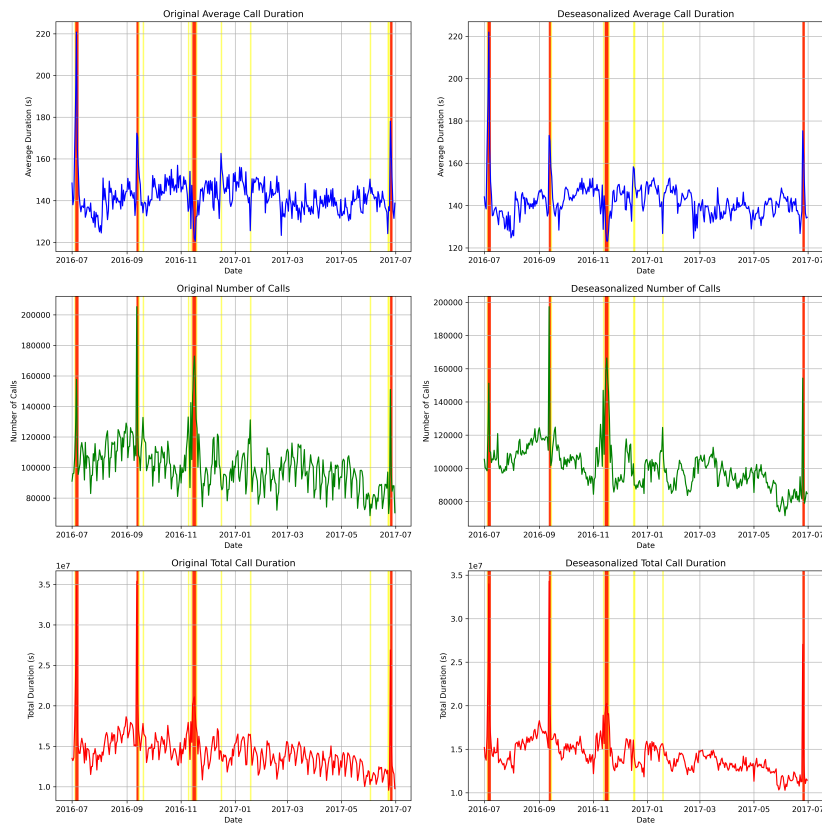 Original Average Call Duration
Average Duration (s)
220
200
180
160
140
120
2016-07 2016-09 2016-11 2017-01 2017-03 2017-05 2017-07
Date
Deseasonalized Average Call Duration
Average Duration (s)
220
200
180
160
140
120
2016-07 2016-09 2016-11 2017-01 2017-03 2017-05 2017-07
Date
Original Number of Calls
Number of Calls
200000
180000
160000
140000
120000
100000
80000
2016-07 2016-09 2016-11 2017-01 2017-03 2017-05 2017-07
Date
Deseasonalized Number of Calls
Number of Calls
200000
180000
160000
140000
120000
100000
80000
2016-07 2016-09 2016-11 2017-01 2017-03 2017-05 2017-07
Date
Original Total Call Duration
1e7
Total Duration (s)
3.5
3.0
2.5
2.0
1.5
1.0
2016-07 2016-09 2016-11 2017-01 2017-03 2017-05 2017-07
Date
Deseasonalized Total Call Duration
1e7
Total Duration (s)
3.5
3.0
2.5
2.0
1.5
1.0
2016-07 2016-09 2016-11 2017-01 2017-03 2017-05 2017-07
Date